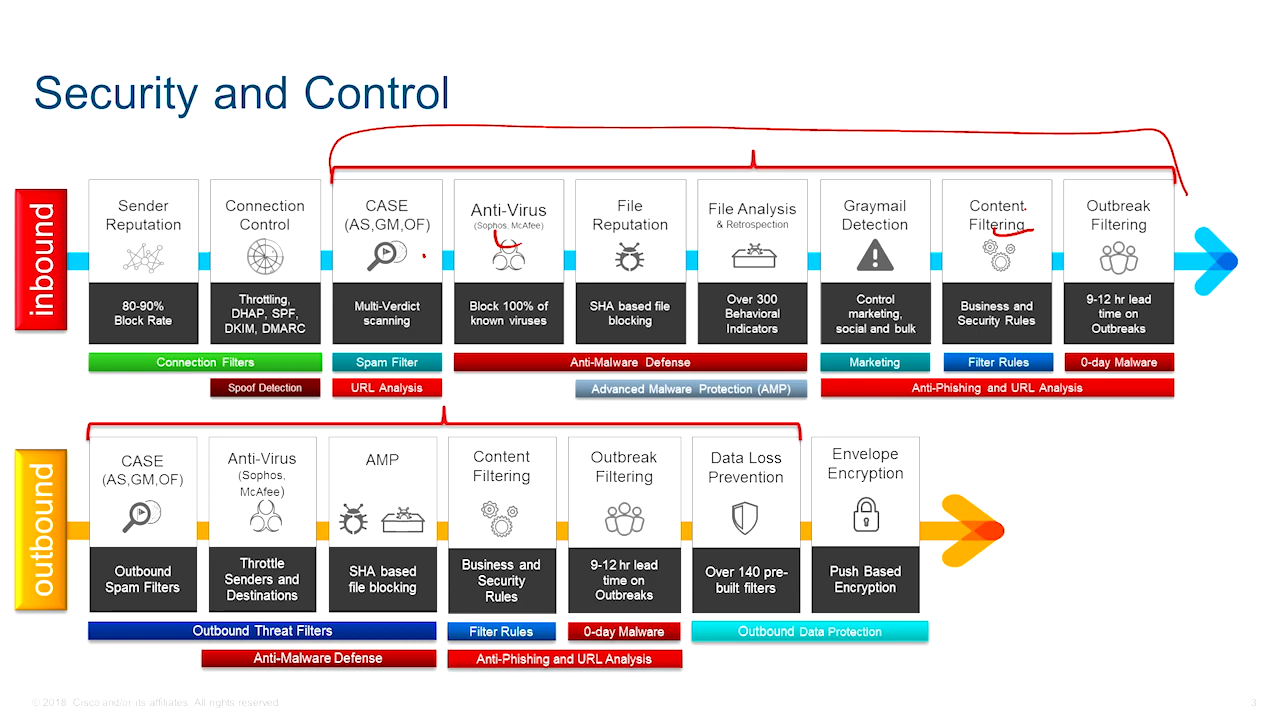 Security and Control
inbound
Sender
Reputation
80-90%
Block Rate
Connection
Control
Throttling,
DHAP, SPF,
DKIM, DMARC
CASE
(AS,GM,OF)
Multi-Verdict
scanning
Anti-Virus
(Sophos, McAfee)
Block 100% of
known viruses
File
Reputation
SHA based file
blocking
File Analysis
& Retrospection
Over 300
Behavioral
Indicators
Graymail
Detection
Control
marketing,
social and bulk
Content
Filtering
Business and
Security Rules
Outbreak
Filtering
9-12 hr lead
time on
Outbreaks
Connection Filters
Spam Filter
Anti-Malware Defense
Marketing
Filter Rules
0-day Malware
Spoof Detection
URL Analysis
Advanced Malware Protection (AMP)
Anti-Phishing and URL Analysis
outbound
CASE
(AS,GM,OF)
Outbound
Spam Filters
Anti-Virus
(Sophos,
McAfee)
Throttle
Senders and
Destinations
AMP
SHA based
file blocking
Content
Filtering
Business and
Security
Rules
Outbreak
Filtering
9-12 hr lead
time on
Outbreaks
Data Loss
Prevention
Over 140 pre-
built filters
Envelope
Encryption
Push Based
Encryption
Outbound Threat Filters
Filter Rules
0-day Malware
Outbound Data Protection
Anti-Malware Defense
Anti-Phishing and URL Analysis
© 2018 Cisco and/or its affiliates. All rights reserved
3